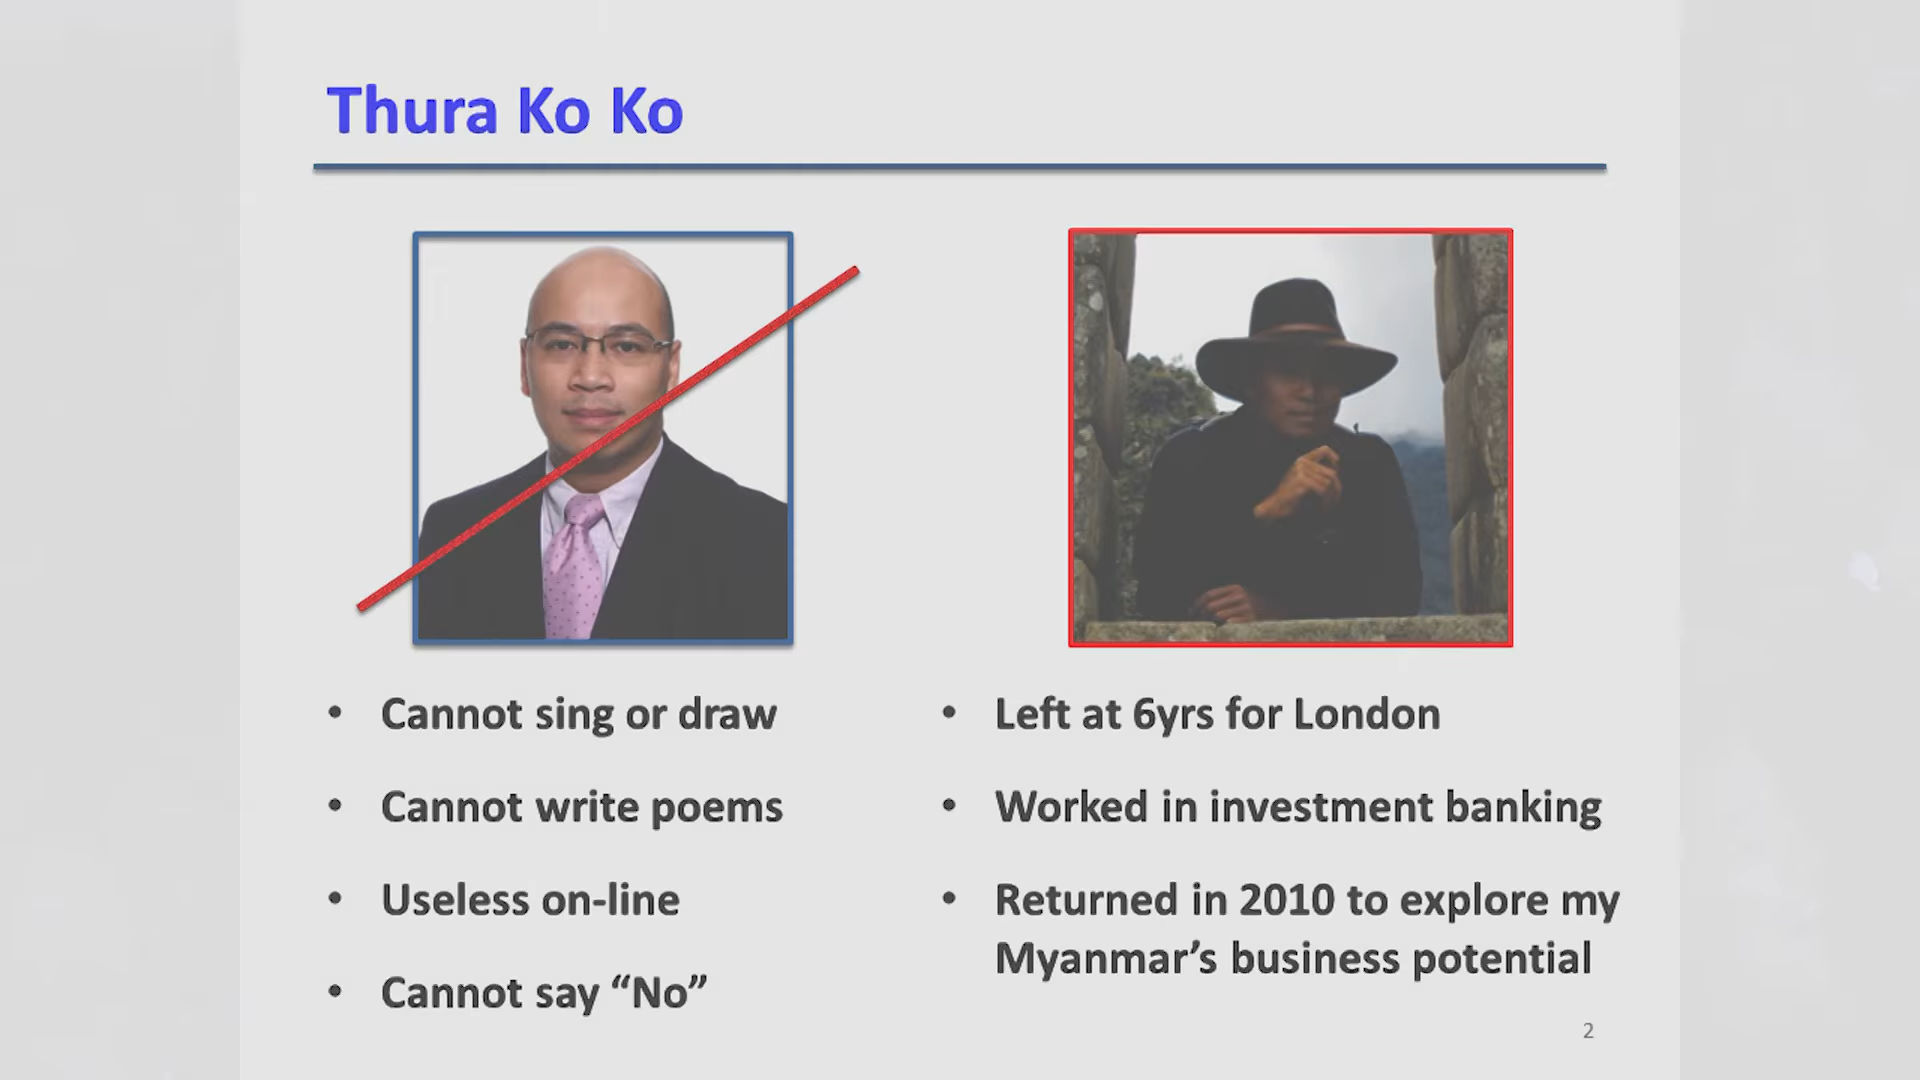 Thura Ko Ko
• Cannot sing or draw
• Cannot write poems
• Useless on-line
• Cannot say “No”
• Left at 6yrs for London
• Worked in investment banking
• Returned in 2010 to explore my
Myanmar’s business potential
2